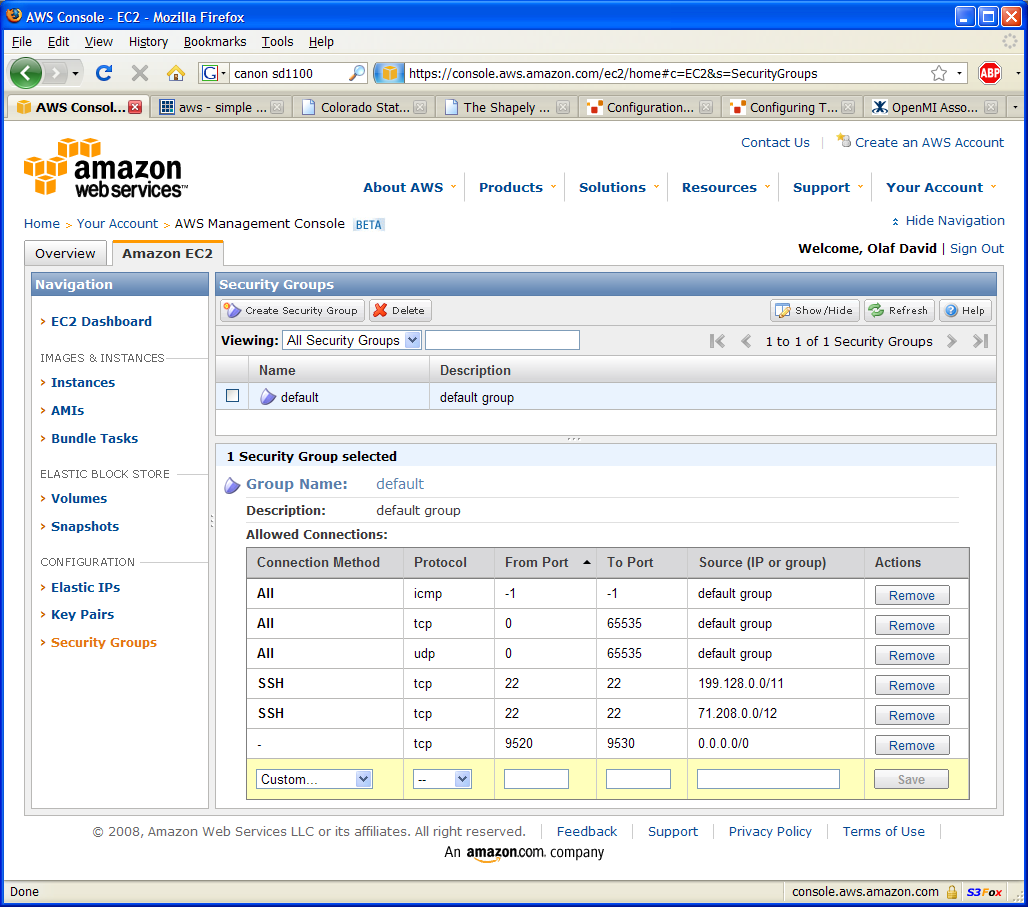 AWS Console - EC2 - Mozilla Firefox
File Edit View History Bookmarks Tools Help
G canon sd1100 https://console.aws.amazon.com/ec2/home#c=EC2&s=SecurityGroups ABP
AWS Consol... aws - simple ... Colorado Stat... The Shapely ... Configuration... Configuring T... OpenMI Asso...
Contact Us Create an AWS Account
amazon
web services™
About AWS Products Solutions Resources Support Your Account
Home > Your Account > AWS Management Console BETA
Hide Navigation
Overview Amazon EC2
Welcome, Olaf David | Sign Out
Navigation
EC2 Dashboard
IMAGES & INSTANCES
Instances
AMIs
Bundle Tasks
ELASTIC BLOCK STORE
Volumes
Snapshots
CONFIGURATION
Elastic IPs
Key Pairs
Security Groups
Security Groups
Create Security Group Delete Show/Hide Refresh Help
Viewing: All Security Groups 1 to 1 of 1 Security Groups
Name Description
default default group
1 Security Group selected
Group Name: default
Description: default group
Allowed Connections:
Connection Method Protocol From Port To Port Source (IP or group) Actions
All icmp -1 -1 default group Remove
All tcp 0 65535 default group Remove
All udp 0 65535 default group Remove
SSH tcp 22 22 199.128.0.0/11 Remove
SSH tcp 22 22 71.208.0.0/12 Remove
- tcp 9520 9530 0.0.0.0/0 Remove
Custom... -- Save
© 2008, Amazon Web Services LLC or its affiliates. All right reserved. Feedback Support Privacy Policy Terms of Use
An amazon.com. company
Done console.aws.amazon.com S3Fox